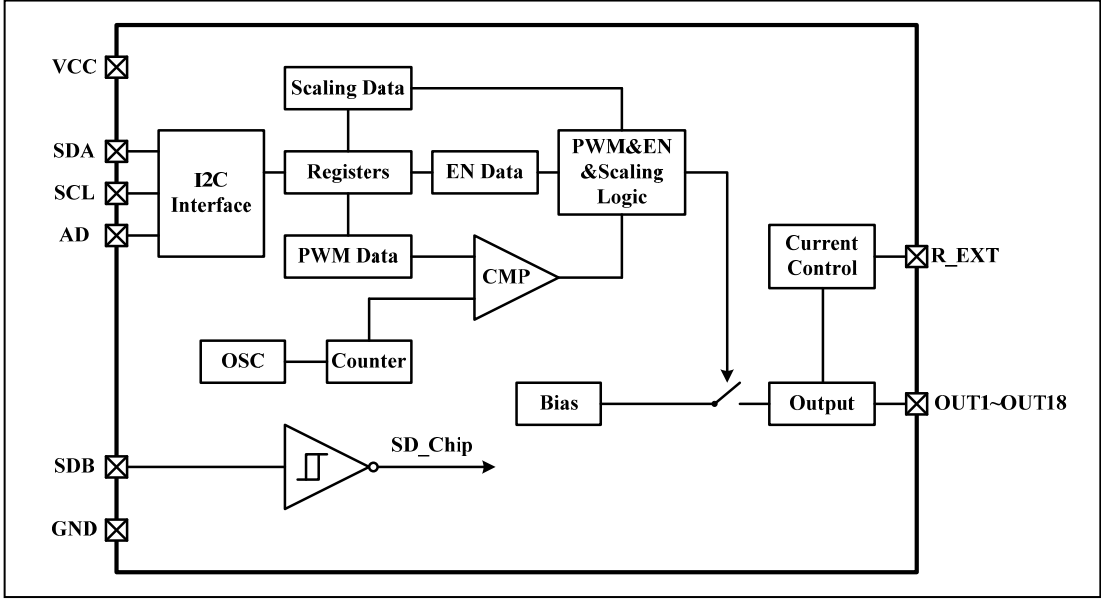 VCC
SDA
SCL
AD
SDB
GND
I2C
Interface
Scaling Data
Registers
PWM Data
EN Data
PWM&EN
&Scaling
Logic
CMP
OSC
Counter
Bias
SD_Chip
Current
Control
Output
R_EXT
OUT1~OUT18